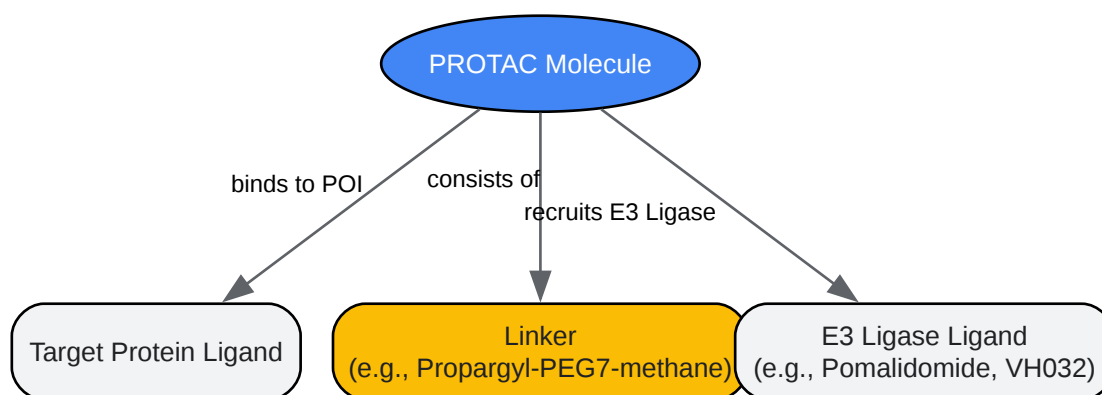 PROTAC Molecule
binds to POI
consists of
recruits E3 Ligase
Target Protein Ligand
Linker
(e.g., Propargyl-PEG7-methane)
E3 Ligase Ligand
(e.g., Pomalidomide, VH032)